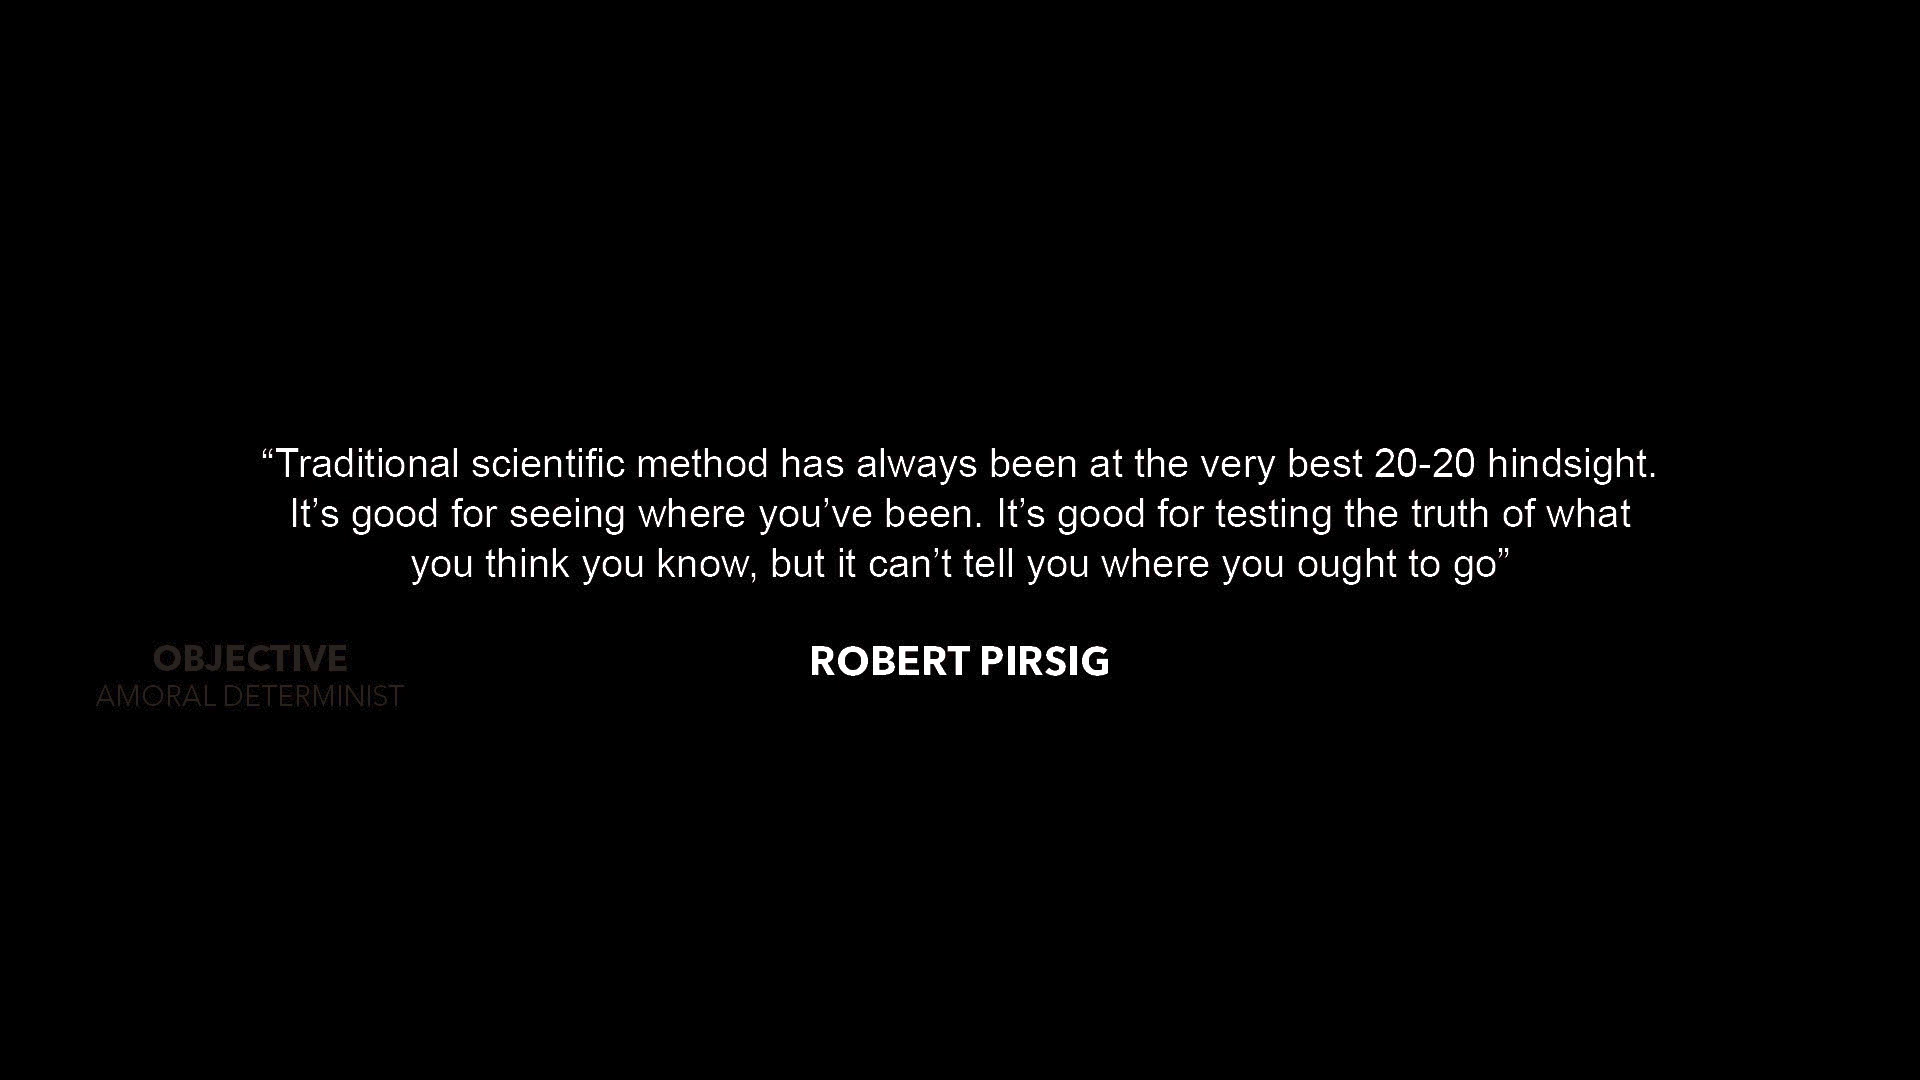 “Traditional scientific method has always been at the very best 20-20 hindsight.
It’s good for seeing where you’ve been. It’s good for testing the truth of what
you think you know, but it can’t tell you where you ought to go”
OBJECTIVE
AMORAL DETERMINIST
ROBERT PIRSIG